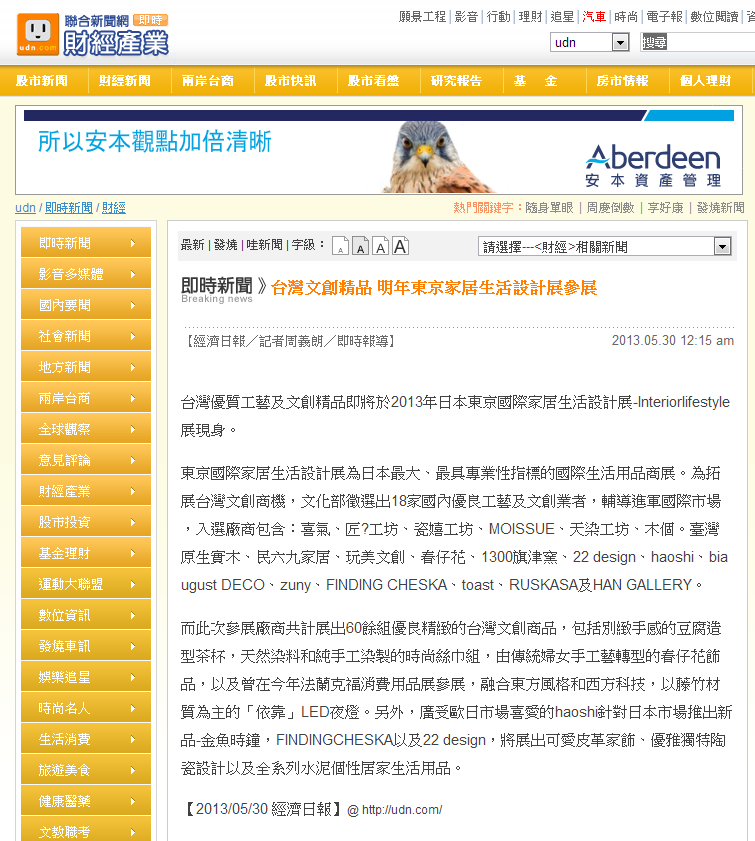 聯合新聞網 即時
udn.com 財經產業
願景工程 | 影音 | 行動 | 理財 | 追星 | 汽車 | 時尚 | 電子報 | 數位閱讀 |
udn 搜尋
股市新聞 財經新聞 兩岸台商 股市快訊 股市看盤 研究報告 基 金 房市情報 個人理財
所以安本觀點加倍清晰
Aberdeen
安本資產管理
udn / 即時新聞 / 財經
熱門關鍵字：隨身單眼 | 周慶倒數 | 享好康 | 發燒新聞
即時新聞
影音多媒體
國內要聞
社會新聞
地方新聞
兩岸台商
全球觀察
意見評論
財經產業
股市投資
基金理財
運動大聯盟
數位資訊
發燒車訊
娛樂追星
時尚名人
生活消費
旅遊美食
健康醫藥
文教職考
最新 | 發燒 | 哇新聞 | 字級： A A A A
請選擇---<財經>相關新聞
即時新聞 》台灣文創精品 明年東京家居生活設計展參展
Breaking news
【經濟日報╱記者周義朗╱即時報導】
2013.05.30 12:15 am
台灣優質工藝及文創精品即將於2013年日本東京國際家居生活設計展-Interiorlifestyle
展現身。
東京國際家居生活設計展為日本最大、最具專業性指標的國際生活用品商展。為拓
展台灣文創商機，文化部徵選出18家國內優良工藝及文創業者，輔導進軍國際市場
，入選廠商包含：喜氣、匠?工坊、瓷嬉工坊、MOISSUE、天染工坊、木個。臺灣
原生實木、民六九家居、玩美文創、春仔花、1300旗津窯、22 design、haoshi、bia
ugust DECO、zuny、FINDING CHESKA、toast、RUSKASA及HAN GALLERY。
而此次參展廠商共計展出60餘組優良精緻的台灣文創商品，包括別緻手感的豆腐造
型茶杯，天然染料和純手工染製的時尚絲巾組，由傳統婦女手工藝轉型的春仔花飾
品，以及曾在今年法蘭克福消費用品展參展，融合東方風格和西方科技，以藤竹材
質為主的「依靠」LED夜燈。另外，廣受歐日市場喜愛的haoshi針對日本市場推出新
品-金魚時鐘，FINDINGCHESKA以及22 design，將展出可愛皮革家飾、優雅獨特陶
瓷設計以及全系列水泥個性居家生活用品。
【2013/05/30 經濟日報】@ http://udn.com/